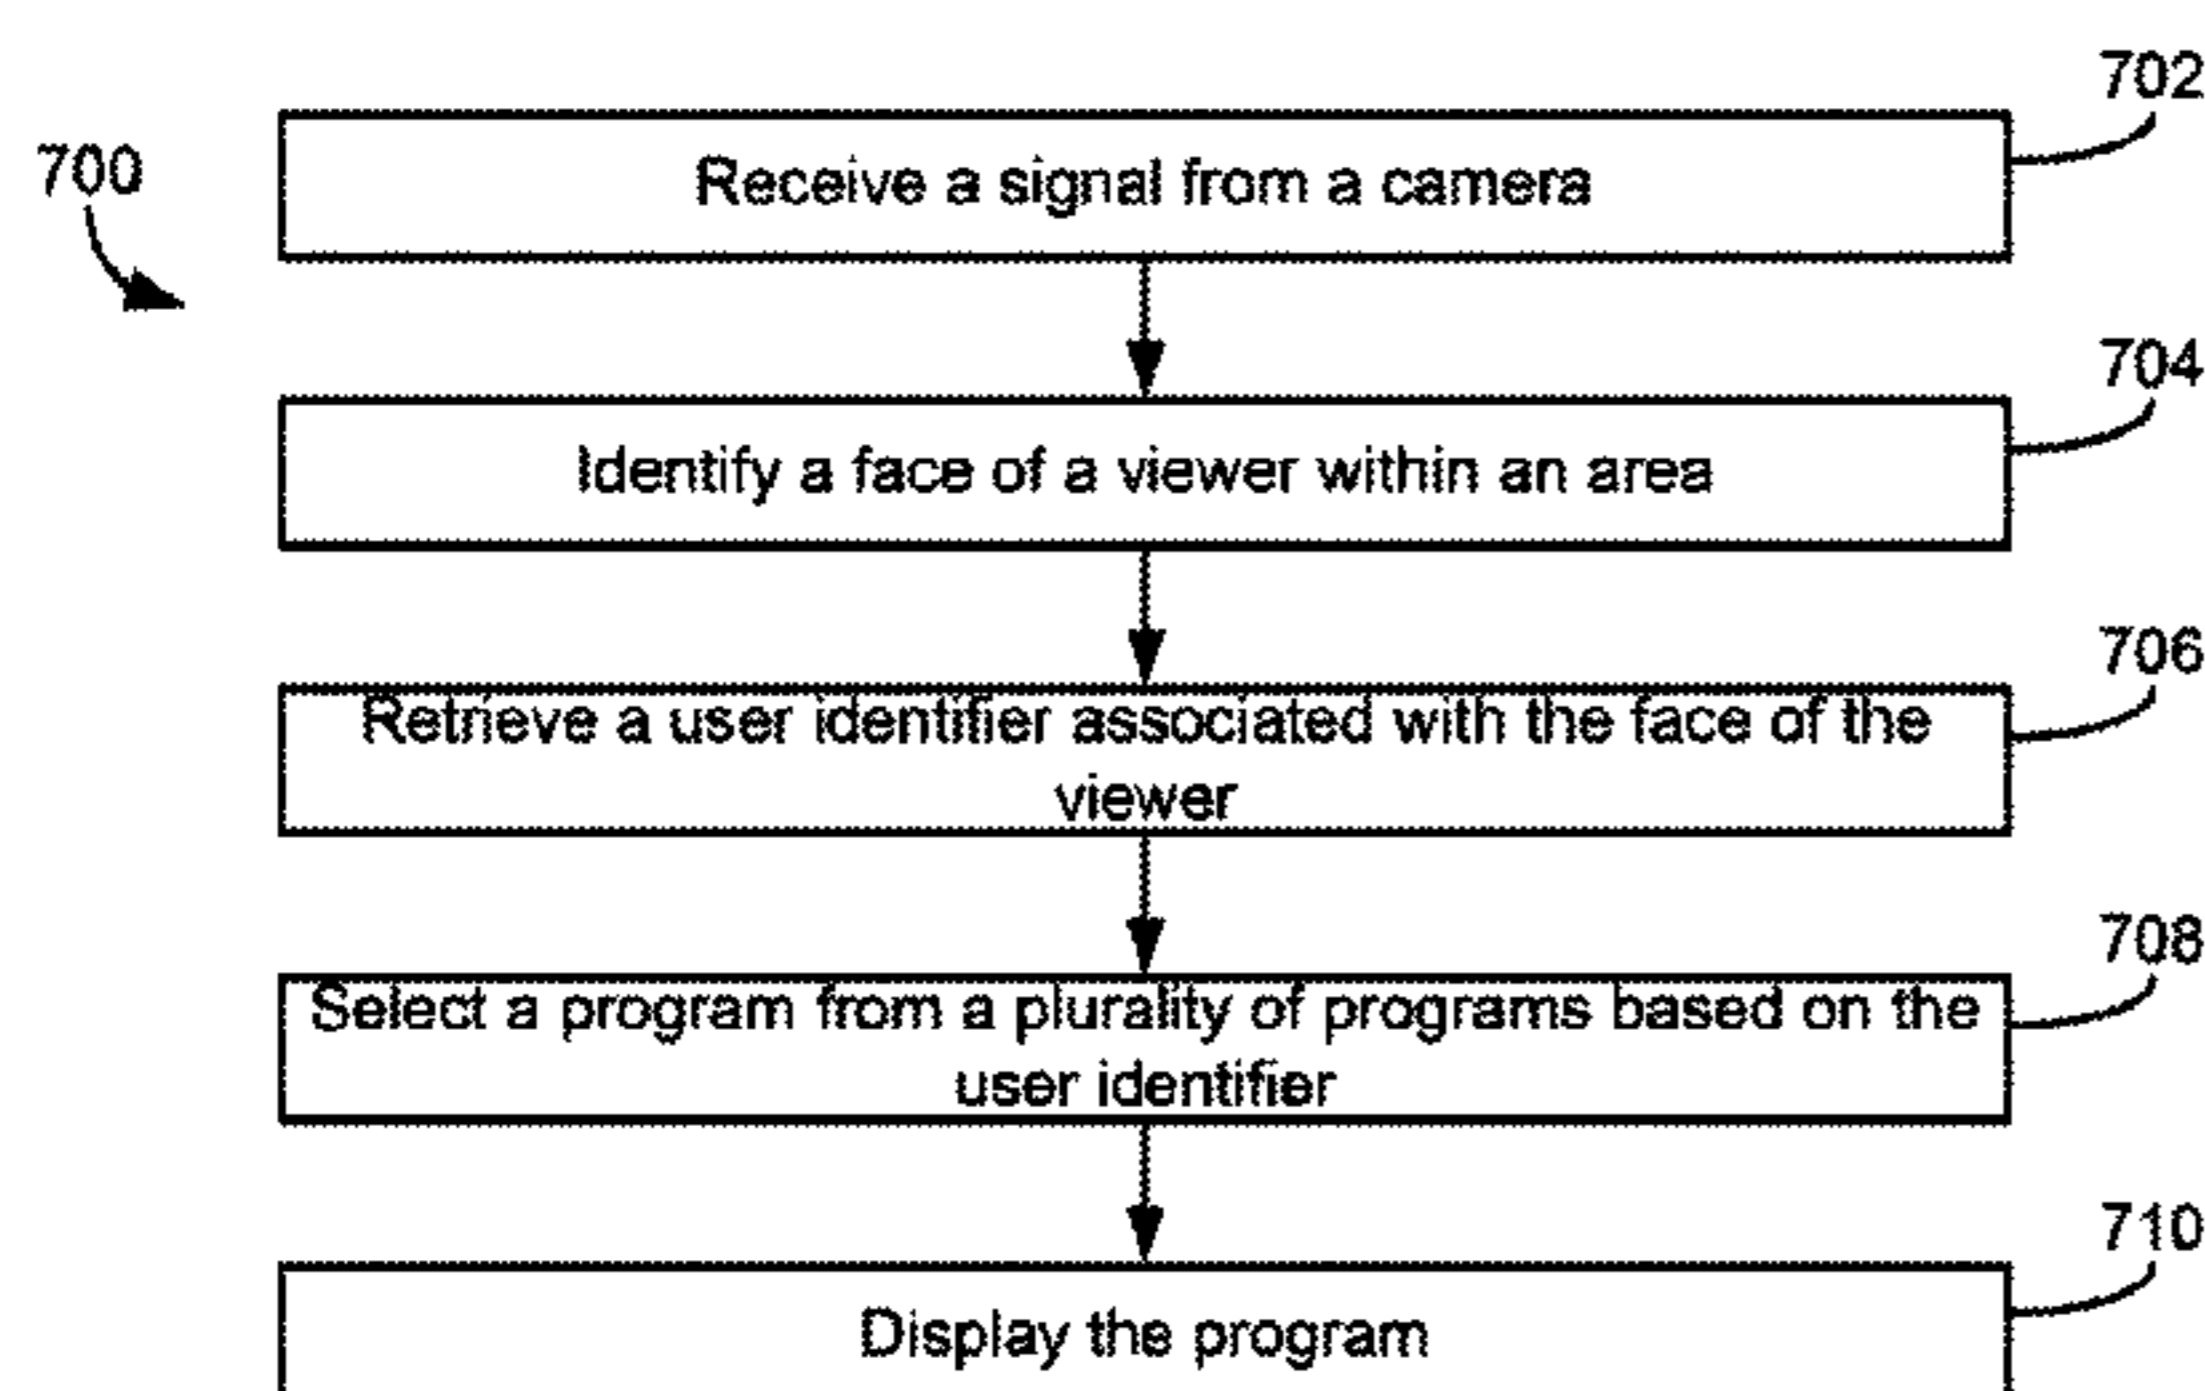 702
700
Receive a signal from a camera
704
Identify a face of a viewer within an area
706
Retrieve a user identifier associated with the face of the
viewer
708
Select a program from a plurality of programs based on the
user identifier
710
Display the program